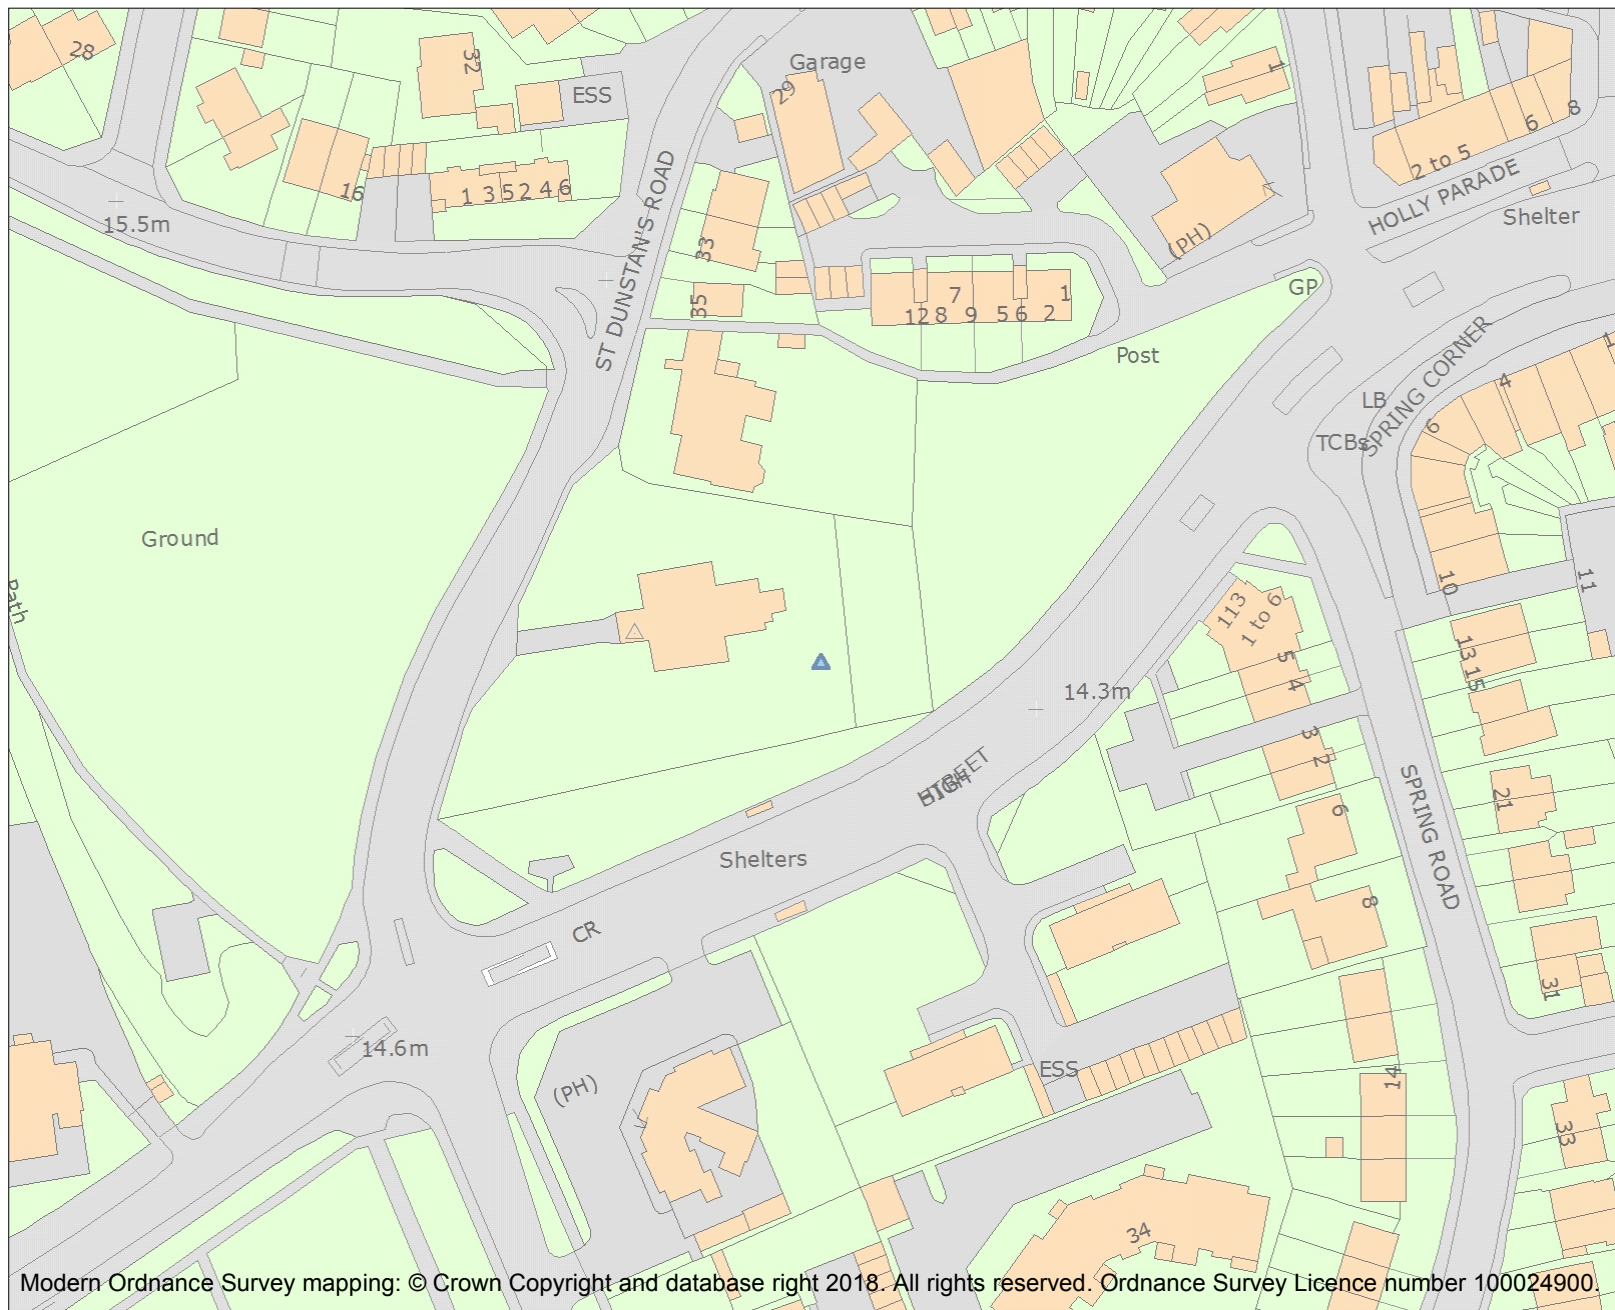 28
32
ESS
Garage
29
1
16
1 3 5 2 4 6
15.5m
ST DUNSTAN'S ROAD
33
35
7
1
12 8 9 5 6 2
2 to 5
6
8
HOLLY PARADE
Shelter
(PH)
GP
Post
LB
TCBs
SPRING CORNER
1
4
6
10
11
Ground
Path
113
1 to 6
5
4
3
2
13
15
14.3m
HIGH
STREET
SPRING ROAD
21
6
8
31
Shelters
CR
14.6m
(PH)
ESS
14
33
34
Modern Ordnance Survey mapping: © Crown Copyright and database right 2018. All rights reserved. Ordnance Survey Licence number 100024900.